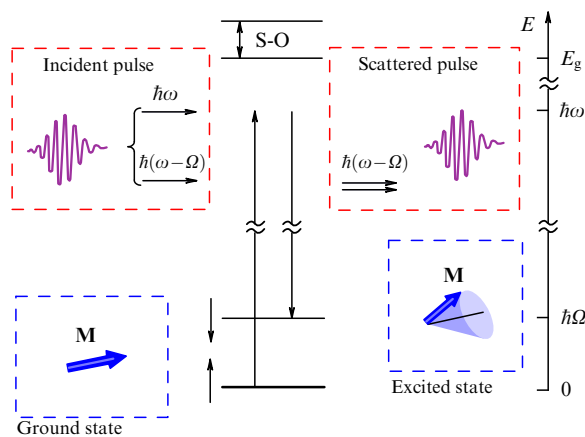 E
S-O
Incident pulse
Scattered pulse
E_g
ħω
ħω
ħ(ω−Ω)
ħ(ω−Ω)
M
M
ħΩ
Excited state
0
Ground state